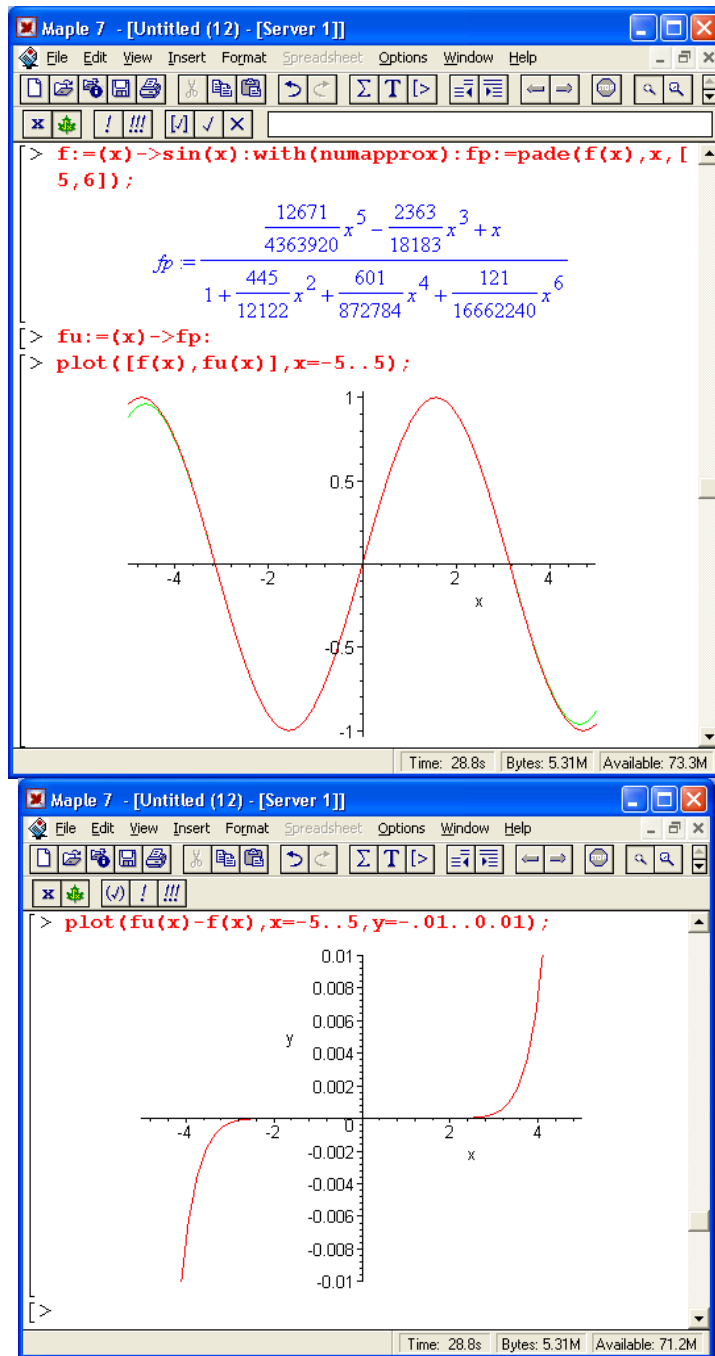 Maple 7 - [Untitled (12) - [Server 1]]
File Edit View Insert Format Spreadsheet Options Window Help
Σ T [>
x ! !!! [√] √ ×
> f:=(x)->sin(x):with(numapprox):fp:=pade(f(x),x,[
5,6]);
fp := (12671/4363920 x^5 - 2363/18183 x^3 + x) / (1 + 445/12122 x^2 + 601/872784 x^4 + 121/16662240 x^6)
> fu:=(x)->fp:
> plot([f(x),fu(x)],x=-5..5);
1
0.5
-4 -2 0 2 4
x
-0.5
-1
Time: 28.8s Bytes: 5.31M Available: 73.3M
Maple 7 - [Untitled (12) - [Server 1]]
File Edit View Insert Format Spreadsheet Options Window Help
Σ T [>
x (√) ! !!!
> plot(fu(x)-f(x),x=-5..5,y=-.01..0.01);
0.01
0.008
0.006
y
0.004
0.002
-4 -2 0 2 4
x
-0.002
-0.004
-0.006
-0.008
-0.01
>
Time: 28.8s Bytes: 5.31M Available: 71.2M